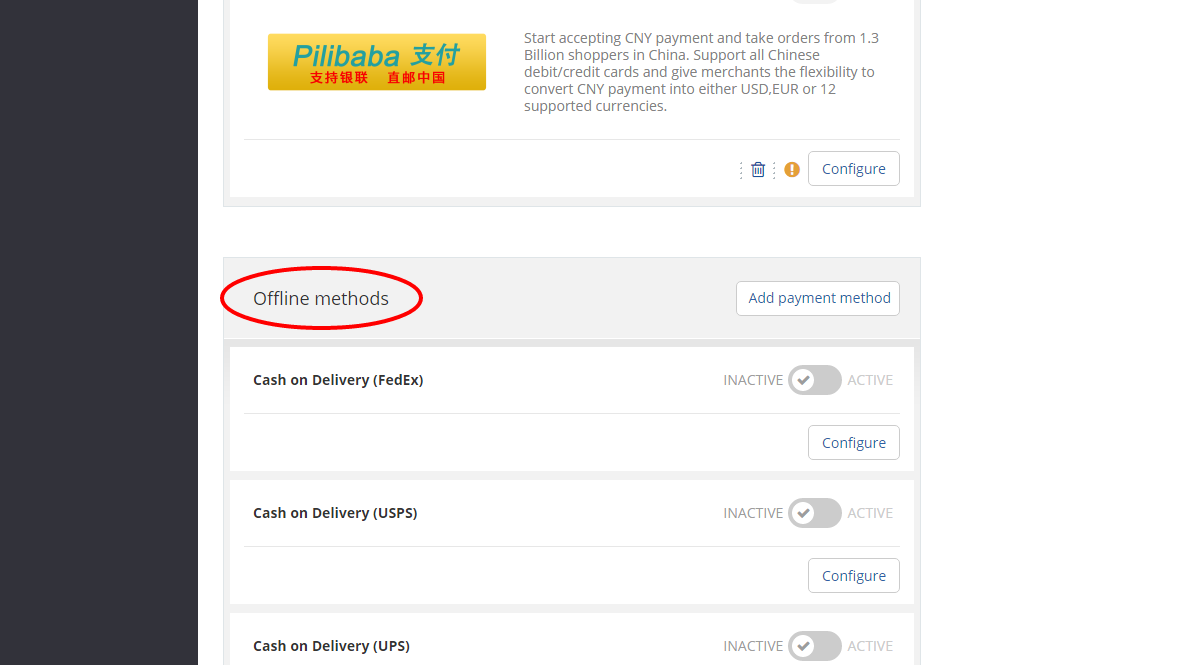 Pilibaba 支付
支持银联 直邮中国
Start accepting CNY payment and take orders from 1.3
Billion shoppers in China. Support all Chinese
debit/credit cards and give merchants the flexibility to
convert CNY payment into either USD,EUR or 12
supported currencies.
Configure
Offline methods
Add payment method
Cash on Delivery (FedEx)
INACTIVE ACTIVE
Configure
Cash on Delivery (USPS)
INACTIVE ACTIVE
Configure
Cash on Delivery (UPS)
INACTIVE ACTIVE